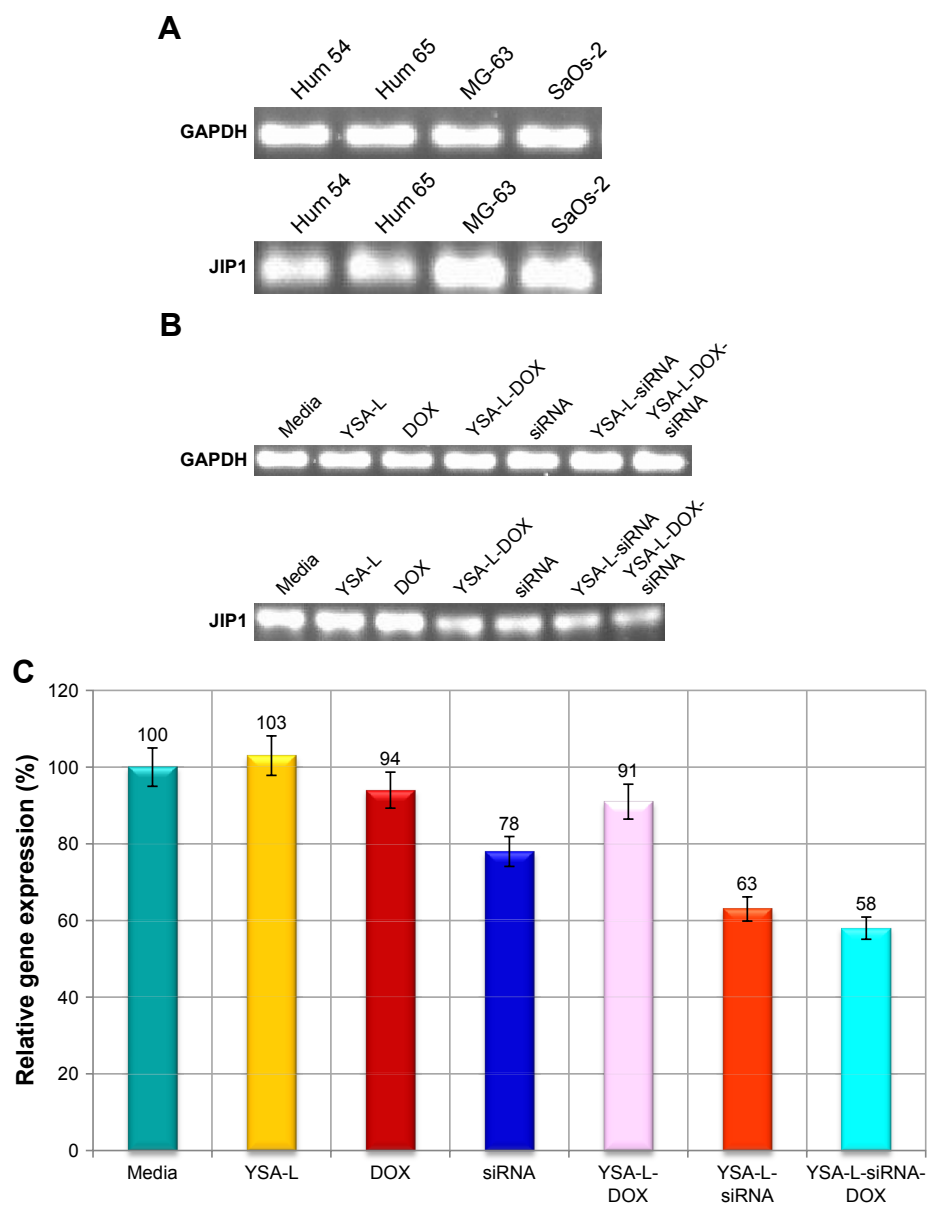 A
Hum 54 Hum 65 MG-63 SaOs-2
GAPDH
Hum 54 Hum 65 MG-63 SaOs-2
JIP1
B
Media YSA-L DOX YSA-L-DOX siRNA YSA-L-siRNA YSA-L-DOX-
siRNA
GAPDH
Media YSA-L DOX YSA-L-DOX siRNA YSA-L-siRNA YSA-L-DOX-
siRNA
JIP1
C
Relative gene expression (%)
120
100
80
60
40
20
0
100
103
94
78
91
63
58
Media YSA-L DOX siRNA YSA-L- YSA-L- YSA-L-siRNA-
DOX siRNA DOX